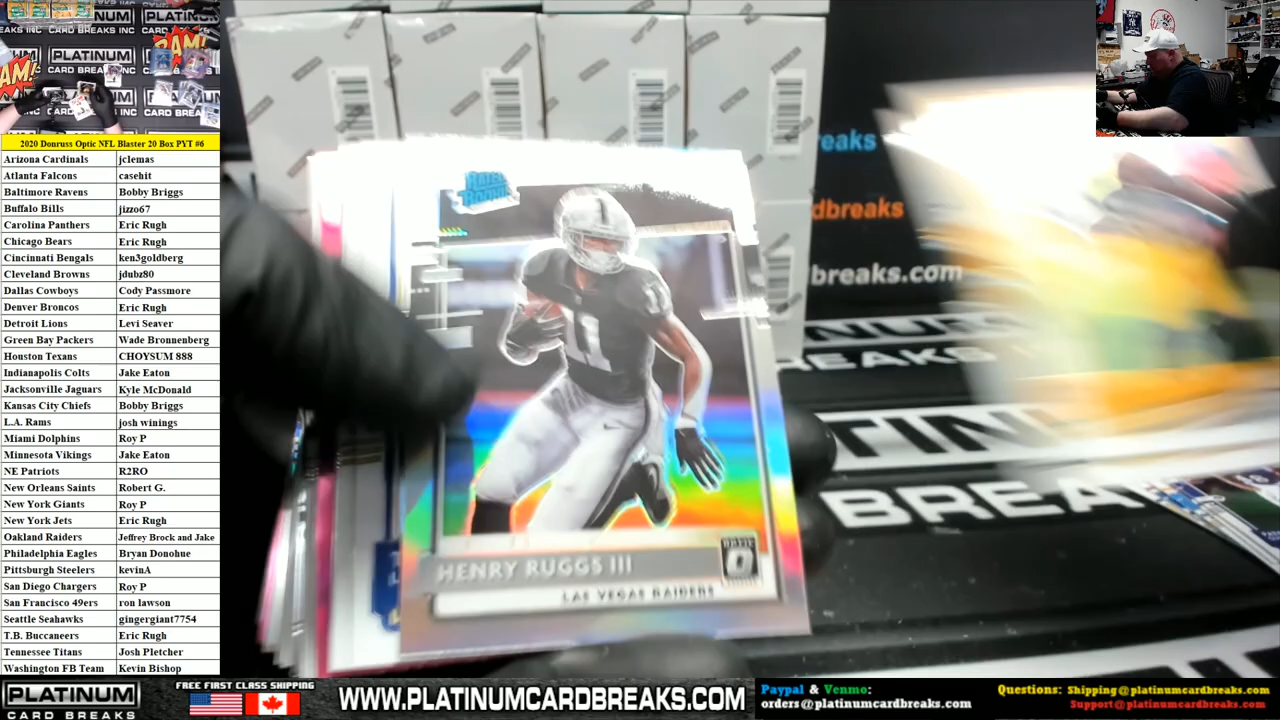 PLATINUM
CARD BREAKS INC
2020 Donruss Optic NFL Blaster 20 Box PYT #6
Arizona Cardinals jclemas
Atlanta Falcons casehit
Baltimore Ravens Bobby Briggs
Buffalo Bills jizzo67
Carolina Panthers Eric Rugh
Chicago Bears Eric Rugh
Cincinnati Bengals ken3goldberg
Cleveland Browns jdubz80
Dallas Cowboys Cody Passmore
Denver Broncos Eric Rugh
Detroit Lions Levi Seaver
Green Bay Packers Wade Bronnenberg
Houston Texans CHOYSUM 888
Indianapolis Colts Jake Eaton
Jacksonville Jaguars Kyle McDonald
Kansas City Chiefs Bobby Briggs
L.A. Rams josh winings
Miami Dolphins Roy P
Minnesota Vikings Jake Eaton
NE Patriots R2RO
New Orleans Saints Robert G.
New York Giants Roy P
New York Jets Eric Rugh
Oakland Raiders Jeffrey Brock and Jake
Philadelphia Eagles Bryan Donohue
Pittsburgh Steelers kevinA
San Diego Chargers Roy P
San Francisco 49ers ron lawson
Seattle Seahawks gingergiant7754
T.B. Buccaneers Eric Rugh
Tennessee Titans Josh Pletcher
Washington FB Team Kevin Bishop
RATED ROOKIE
11
HENRY RUGGS III
OPTIC
LAS VEGAS RAIDERS
eaks
dbreaks
breaks.com
BREAKS INC
TINUM
BREA
PLATINUM
CARD BREAKS
FREE FIRST CLASS SHIPPING
WWW.PLATINUMCARDBREAKS.COM
Paypal & Venmo:
orders@platinumcardbreaks.com
Questions: Shipping@platinumcardbreaks.com
Support@platinumcardbreaks.com